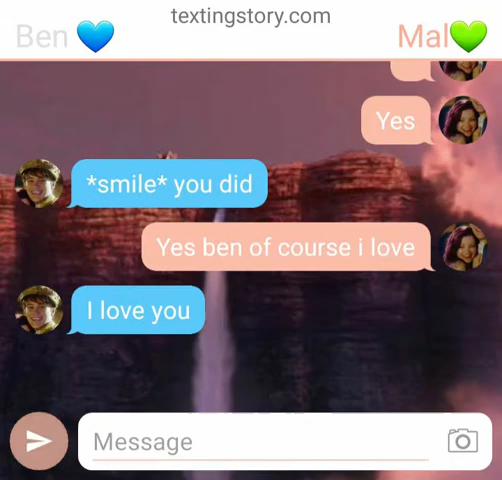 textingstory.com
Ben 💙
Mal💚
Yes
*smile* you did
Yes ben of course i love
I love you
Message